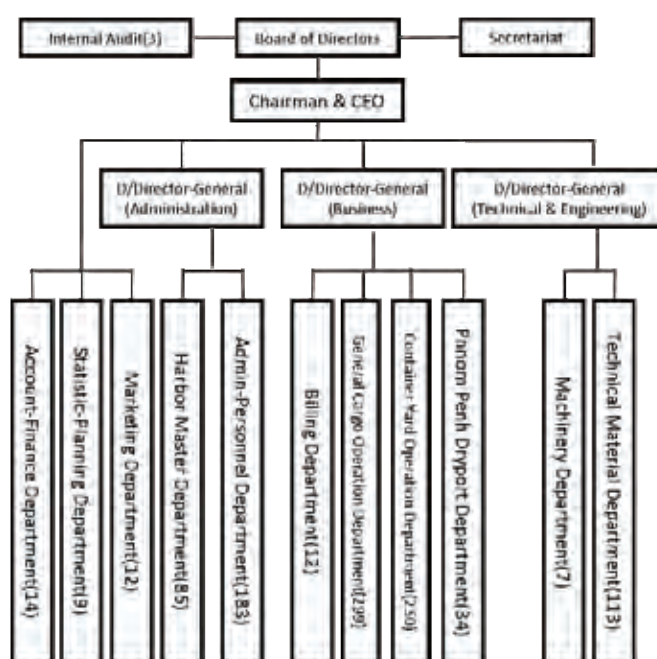 Internal Audit(3)
Board of Directors
Secretariat
Chairman & CEO
D/Director-General
(Administration)
D/Director-General
(Business)
D/Director-General
(Technical & Engineering)
Account-Finance Department(14)
Statistic-Planning Department(9)
Marketing Department(12)
Harbor Master Department(85)
Admin-Personnel Department(183)
Billing Department(12)
General Cargo Operation Department(299)
Container Yard Operation Department(230)
Pnnom Penh Dryport Department(34)
Machinery Department(7)
Technical Material Department(113)